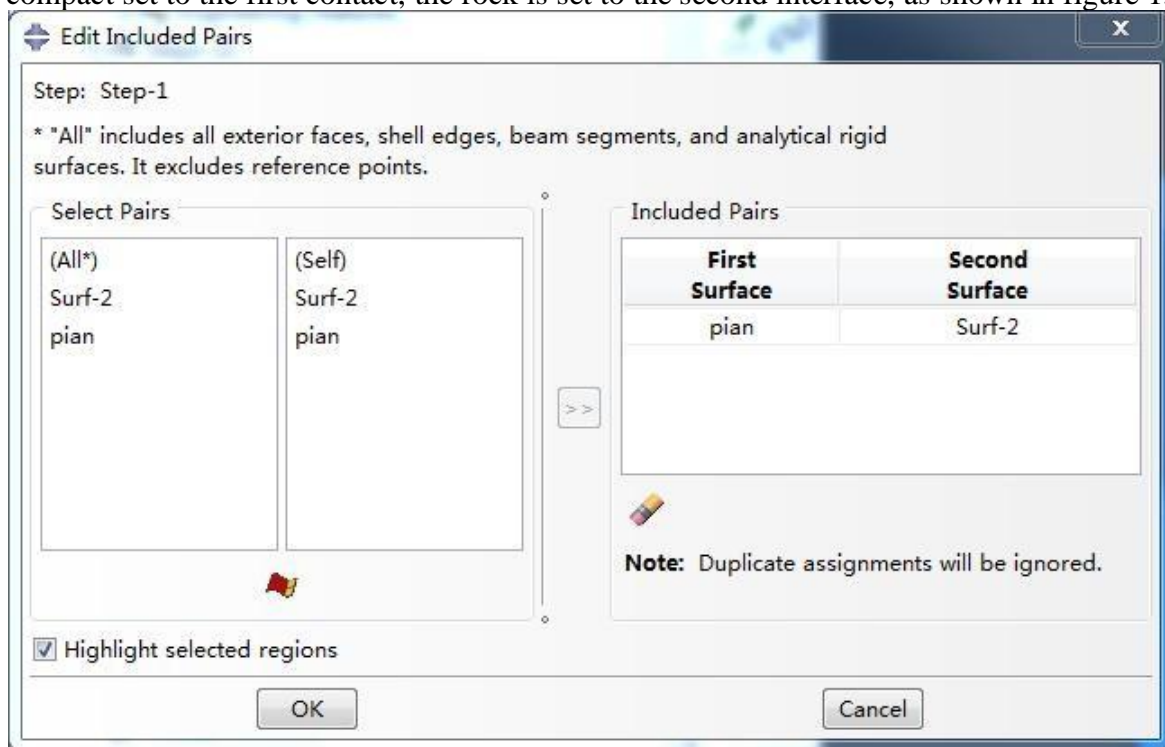 compact set to the first contact, the rock is set to the second interface, as shown in figure 1
Edit Included Pairs
x
Step: Step-1
* "All" includes all exterior faces, shell edges, beam segments, and analytical rigid
surfaces. It excludes reference points.
Select Pairs
(All*)
Surf-2
pian
(Self)
Surf-2
pian
>>
Included Pairs
First Surface
Second Surface
pian
Surf-2
Note: Duplicate assignments will be ignored.
Highlight selected regions
OK
Cancel